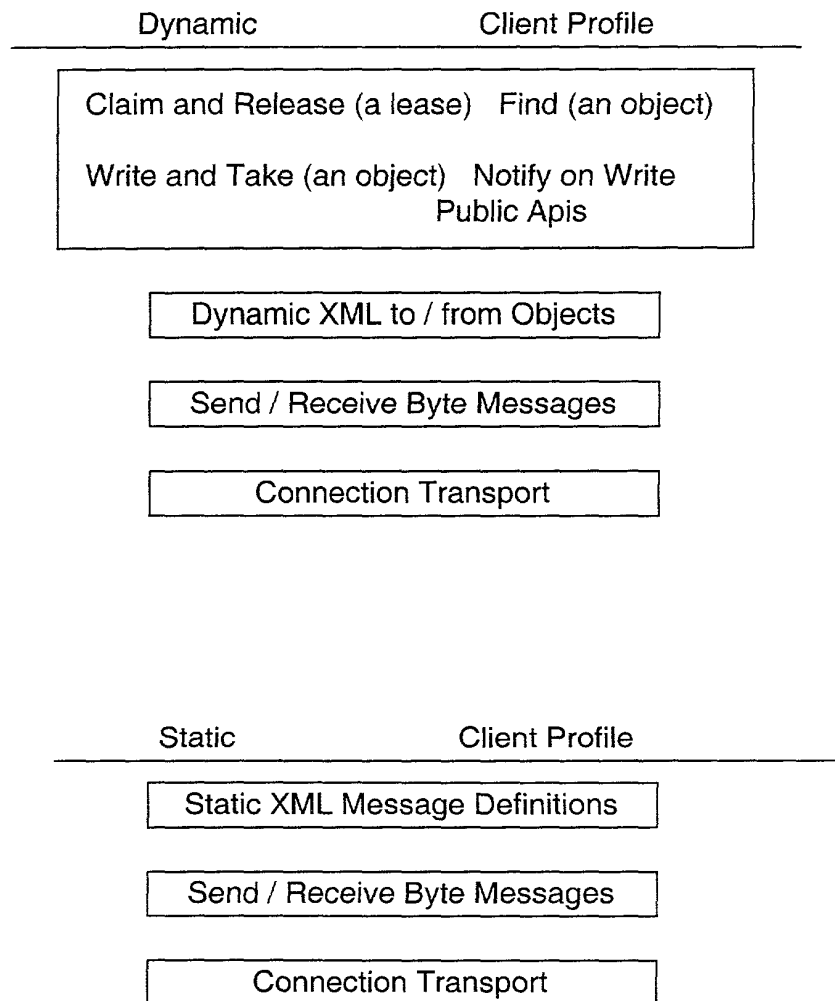 Dynamic Client Profile
Claim and Release (a lease) Find (an object)
Write and Take (an object) Notify on Write
Public Apis
Dynamic XML to / from Objects
Send / Receive Byte Messages
Connection Transport
Static Client Profile
Static XML Message Definitions
Send / Receive Byte Messages
Connection Transport